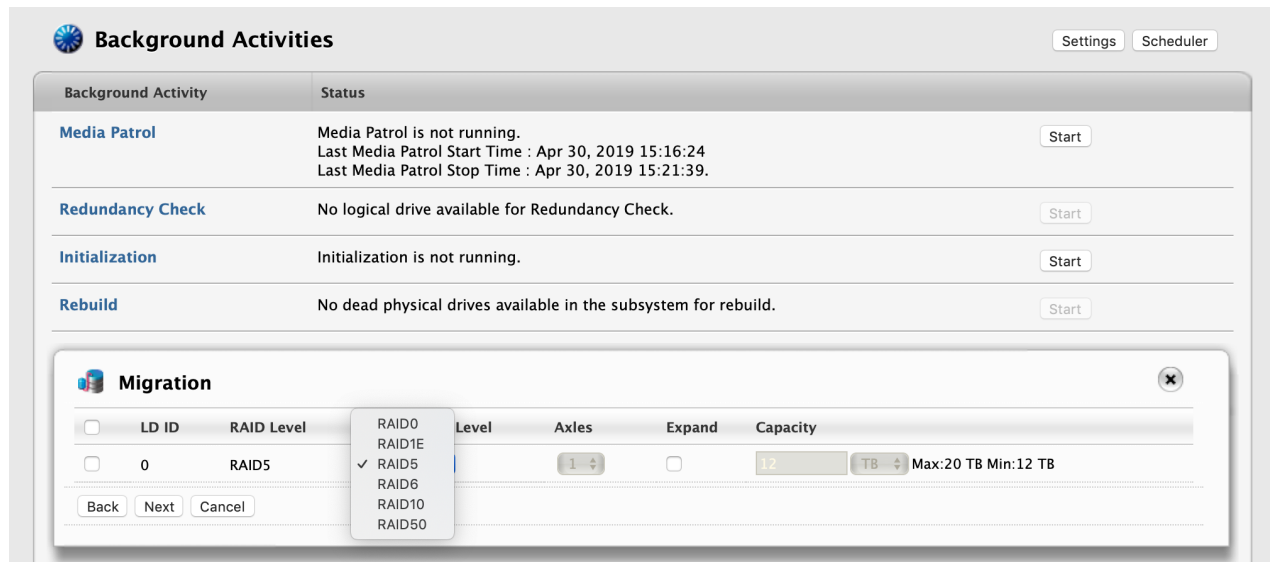 Background Activities
Settings
Scheduler
Background Activity
Status
Media Patrol
Media Patrol is not running.
Last Media Patrol Start Time : Apr 30, 2019 15:16:24
Last Media Patrol Stop Time : Apr 30, 2019 15:21:39.
Start
Redundancy Check
No logical drive available for Redundancy Check.
Start
Initialization
Initialization is not running.
Start
Rebuild
No dead physical drives available in the subsystem for rebuild.
Start
Migration
LD ID
RAID Level
Level
Axles
Expand
Capacity
RAID0
RAID1E
RAID5
RAID6
RAID10
RAID50
0
RAID5
1
12
TB
Max:20 TB Min:12 TB
Back
Next
Cancel